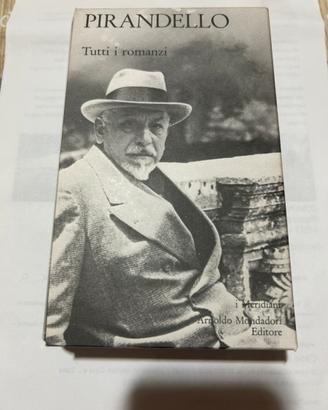 PIRANDELLO
Tutti i romanzi
i Meridiani
Arnoldo Mondadori
Editore